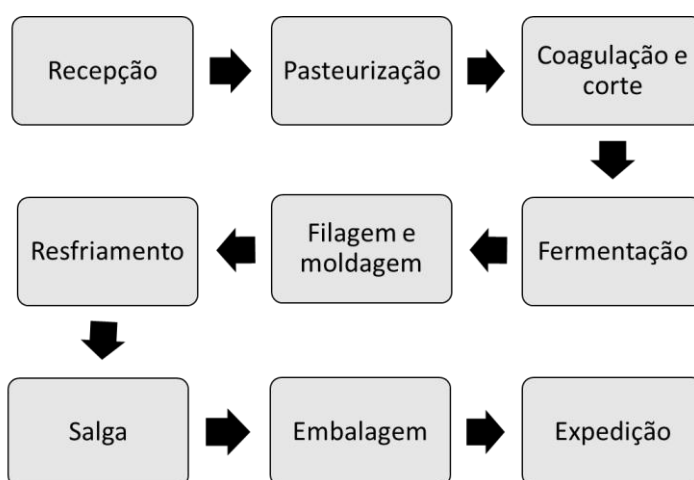 Recepção
Pasteurização
Coagulação e
corte
Fermentação
Filagem e
moldagem
Resfriamento
Salga
Embalagem
Expedição